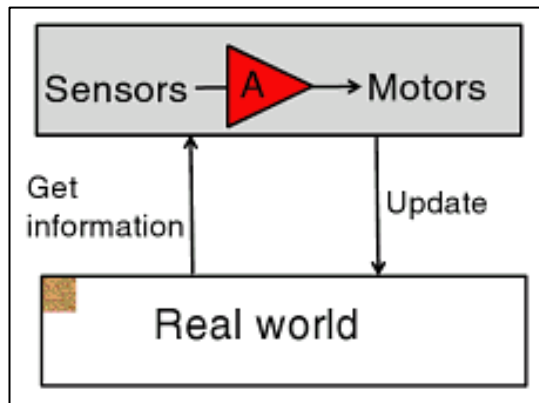 Sensors A Motors
Get
information
Update
Real world